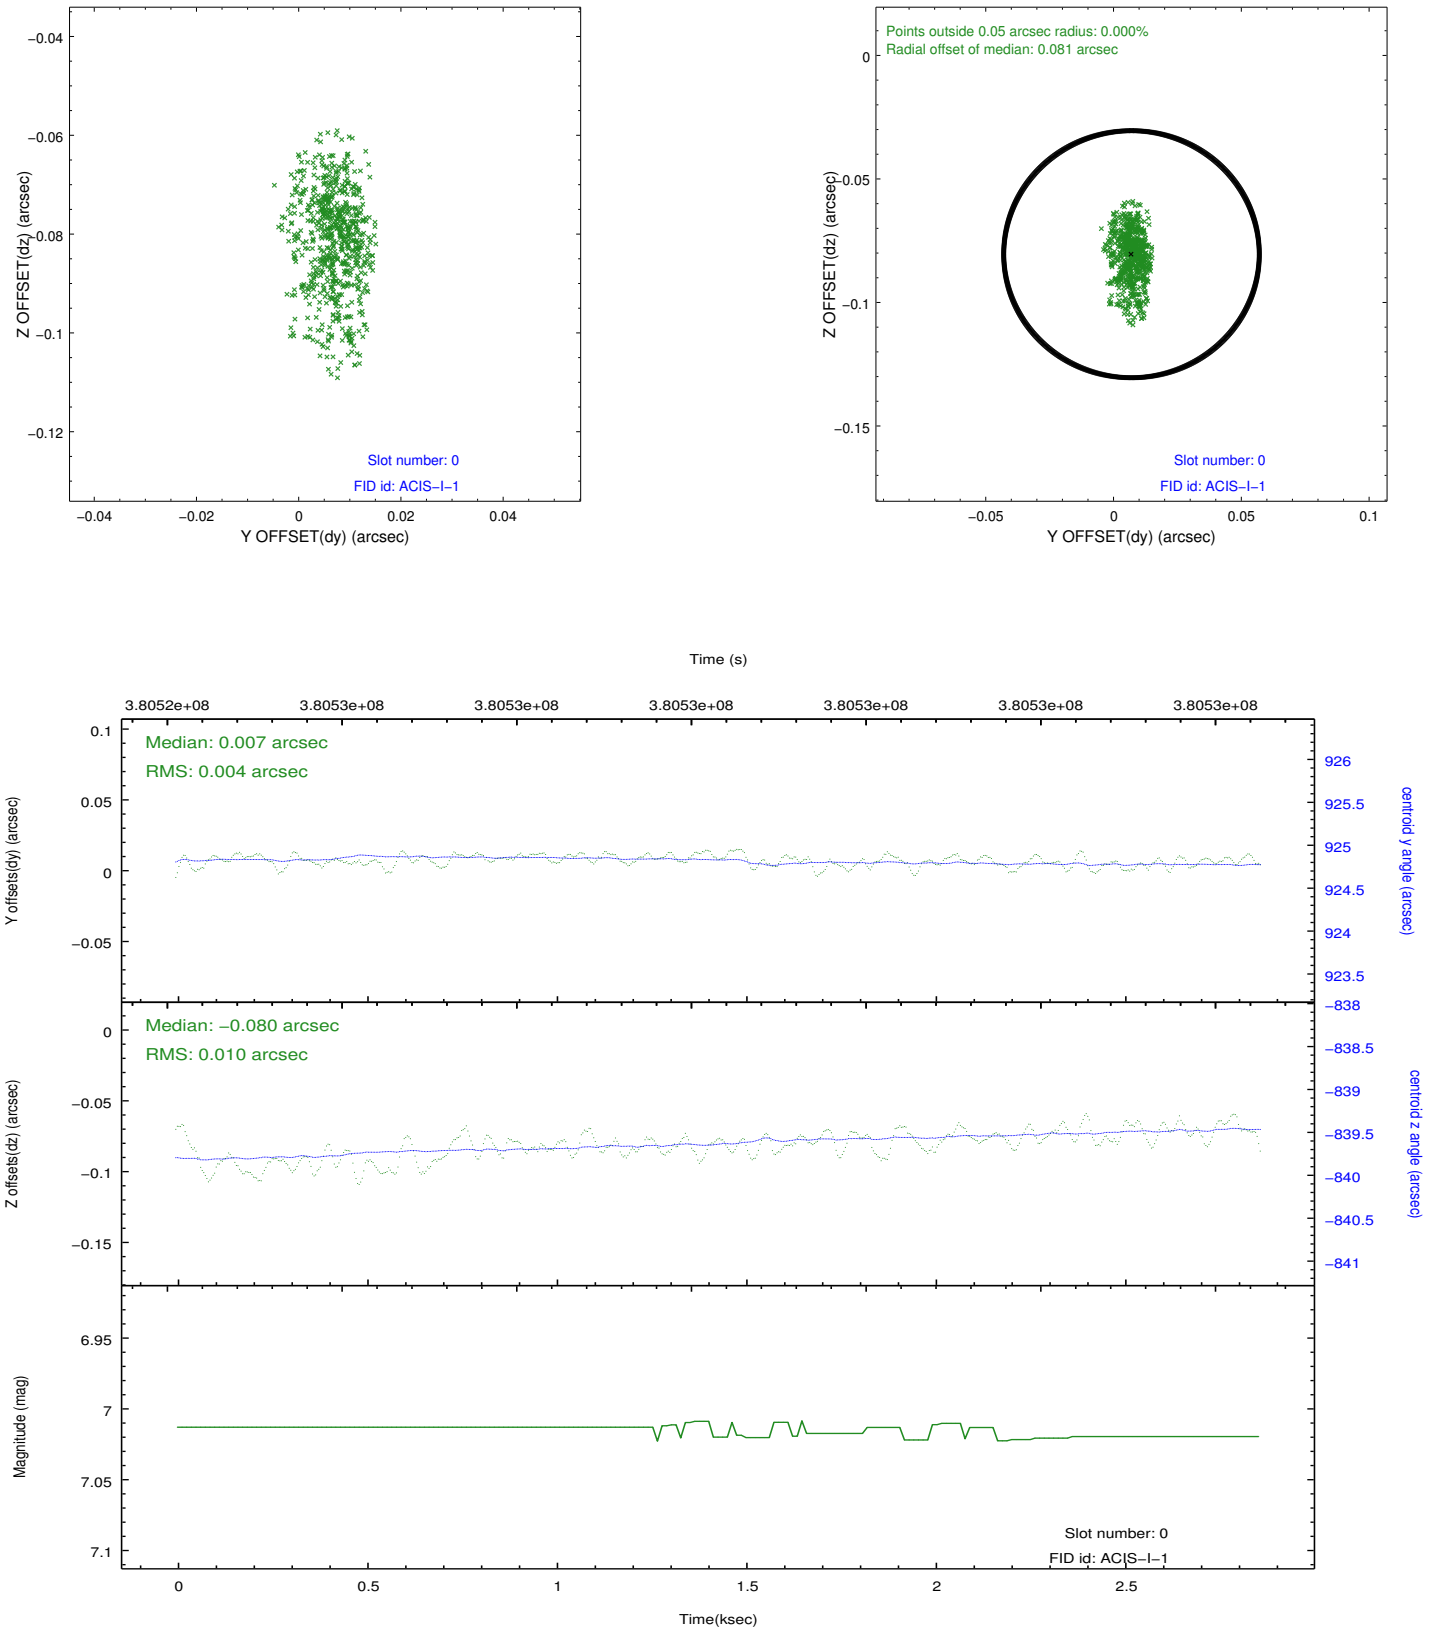 −0.04
−0.06
−0.08
−0.1
−0.12
Z OFFSET(dz) (arcsec)
Slot number: 0
FID id: ACIS−I−1
−0.04 −0.02 0 0.02 0.04
Y OFFSET(dy) (arcsec)
Points outside 0.05 arcsec radius: 0.000%
Radial offset of median: 0.081 arcsec
0
−0.05
−0.1
−0.15
Z OFFSET(dz) (arcsec)
Slot number: 0
FID id: ACIS−I−1
−0.05 0 0.05 0.1
Y OFFSET(dy) (arcsec)
Time (s)
3.8052e+08 3.8053e+08 3.8053e+08 3.8053e+08 3.8053e+08 3.8053e+08 3.8053e+08
Median: 0.007 arcsec
RMS: 0.004 arcsec
0.1
0.05
0
−0.05
Y offsets(dy) (arcsec)
926
925.5
925
924.5
924
923.5
centroid y angle (arcsec)
Median: −0.080 arcsec
RMS: 0.010 arcsec
0
−0.05
−0.1
−0.15
Z offsets(dz) (arcsec)
−838
−838.5
−839
−839.5
−840
−840.5
−841
centroid z angle (arcsec)
6.95
7
7.05
7.1
Magnitude (mag)
Slot number: 0
FID id: ACIS−I−1
0 0.5 1 1.5 2 2.5
Time(ksec)